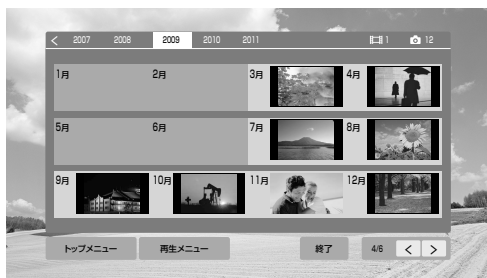 < 2007 2008 2009 2010 2011 1 12
1月 2月 3月 4月
5月 6月 7月 8月
9月 10月 11月 12月
トップメニュー 再生メニュー 終了 4/6 < >